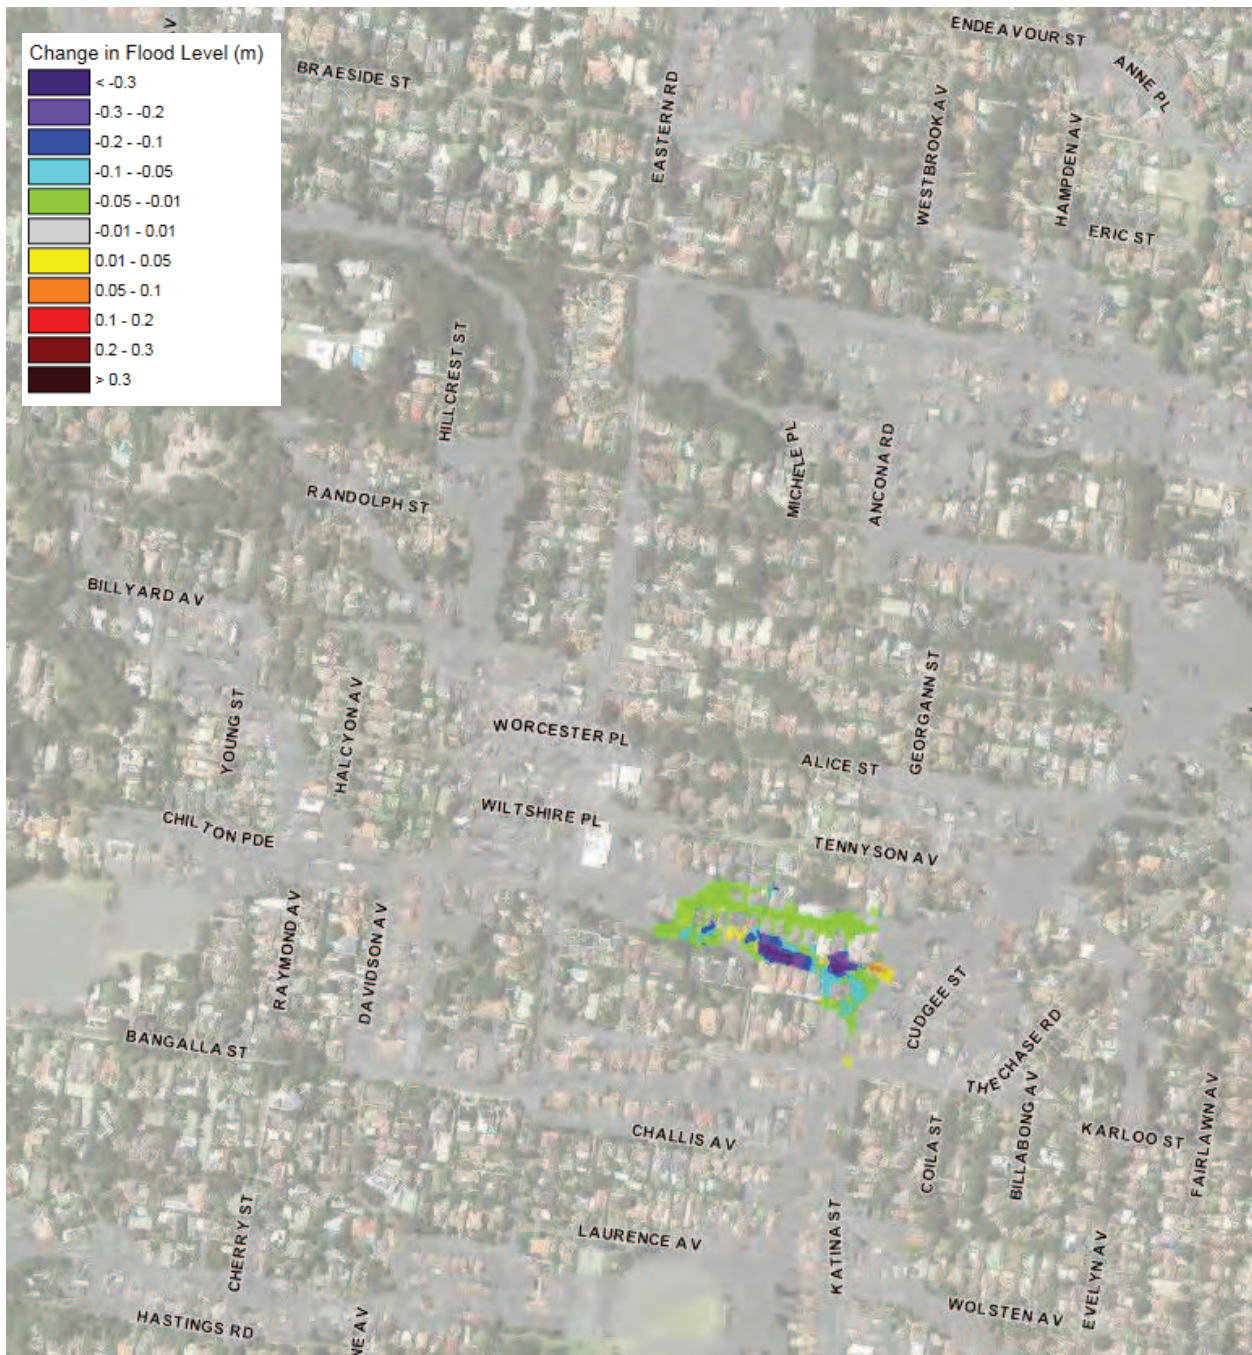 V
Change in Flood Level (m)
< -0.3
-0.3 - -0.2
-0.2 - -0.1
-0.1 - -0.05
-0.05 - -0.01
-0.01 - 0.01
0.01 - 0.05
0.05 - 0.1
0.1 - 0.2
0.2 - 0.3
> 0.3
ENDEAVOUR ST
BRAESIDE ST
ANNE PL
EASTERN RD
WESTBROOK AV
HAMPDEN AV
ERIC ST
HILLCREST ST
MICHELE PL
ANCONA RD
RANDOLPH ST
BILLYARD AV
YOUNG ST
HALCYON AV
WORCESTER PL
GEORGANN ST
ALICE ST
WILTSHIRE PL
CHILTON PDE
TENNYSON AV
RAYMOND AV
DAVIDSON AV
CUDGEE ST
BANGALLA ST
THE CHASE RD
BILLABONG AV
CHALLIS AV
COILA ST
KARLOO ST
FAIRLAWN AV
CHERRY ST
LAURENCE AV
KATINA ST
EVELYN AV
WOLSTEN AV
HASTINGS RD
NE AV